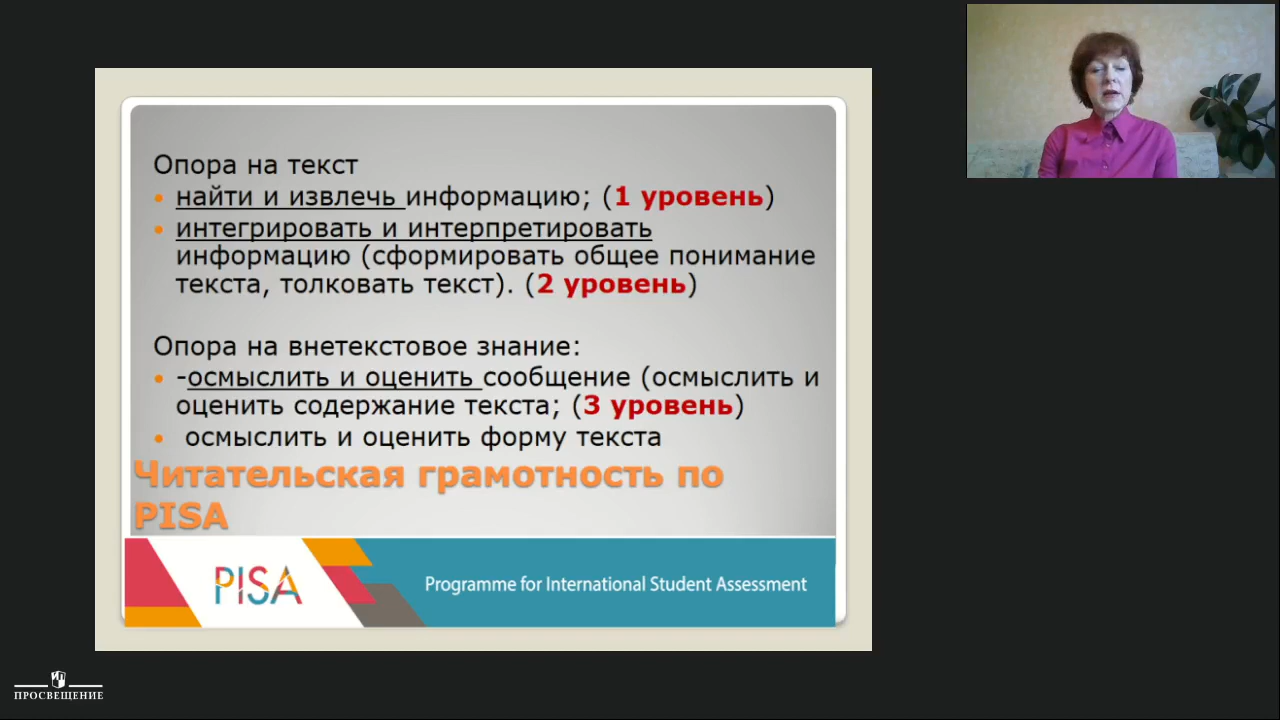 Опора на текст
найти и извлечь информацию; (1 уровень)
интегрировать и интерпретировать
информацию (сформировать общее понимание
текста, толковать текст). (2 уровень)
Опора на внетекстовое знание:
-осмыслить и оценить сообщение (осмыслить и
оценить содержание текста; (3 уровень)
осмыслить и оценить форму текста
Читательская грамотность по
PISA
PISA
Programme for International Student Assessment
ПРОСВЕЩЕНИЕ